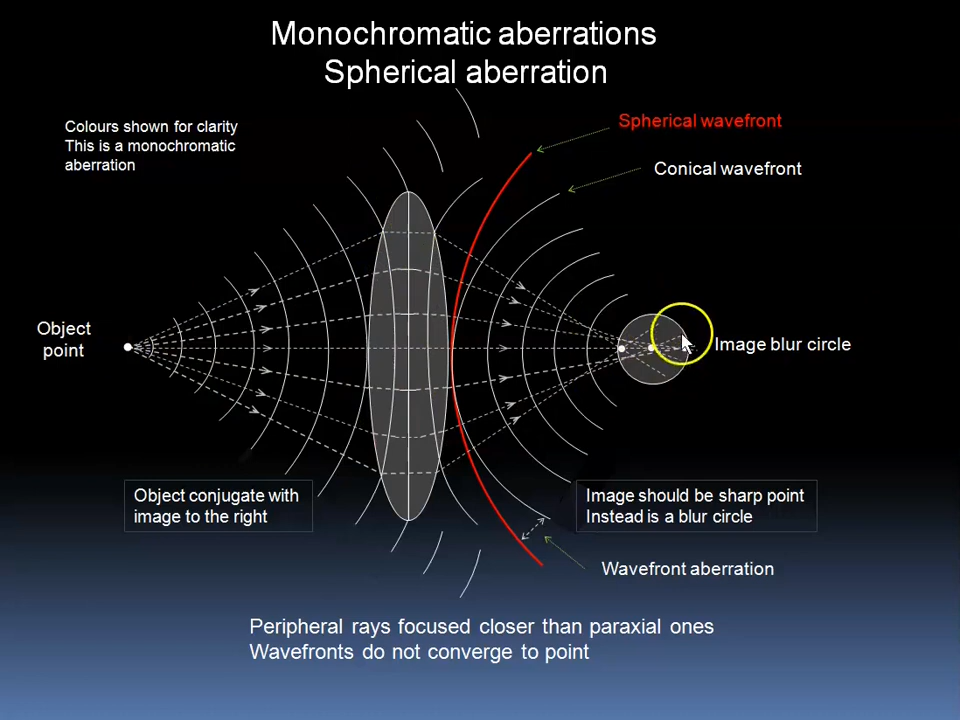 Monochromatic aberrations
Spherical aberration
Colours shown for clarity
This is a monochromatic
aberration
Spherical wavefront
Conical wavefront
Object
point
Image blur circle
Object conjugate with
image to the right
Image should be sharp point
Instead is a blur circle
Wavefront aberration
Peripheral rays focused closer than paraxial ones
Wavefronts do not converge to point